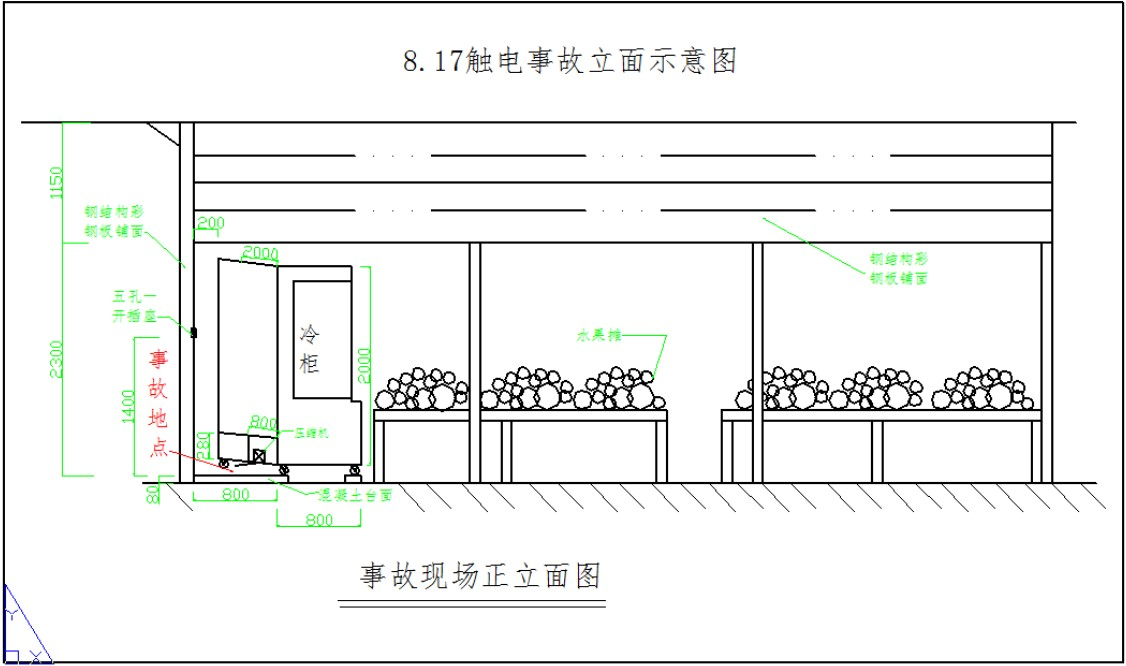 8.17触电事故立面示意图
1150
钢结构彩
钢板铺面
200
2000
钢结构彩
钢板铺面
五孔一
开插座
冷
柜
水果摊
2300
2000
事
故
地
点
1400
800
压缩机
280
80
800
混凝土台面
800
事故现场正立面图
Y
X